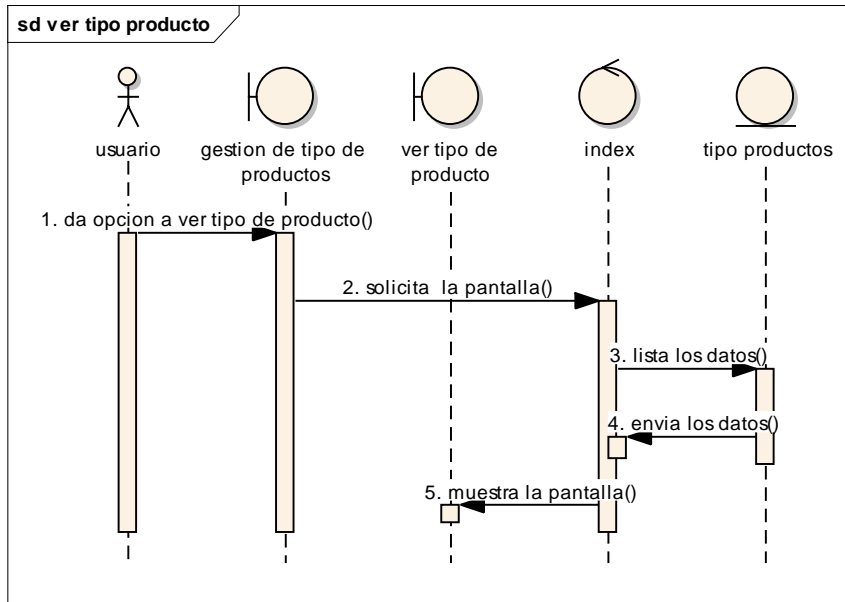 sd ver tipo producto
usuario
gestion de tipo de
productos
ver tipo de
producto
index
tipo productos
1. da opcion a ver tipo de producto()
2. solicita la pantalla()
3. lista los datos()
4. envia los datos()
5. muestra la pantalla()